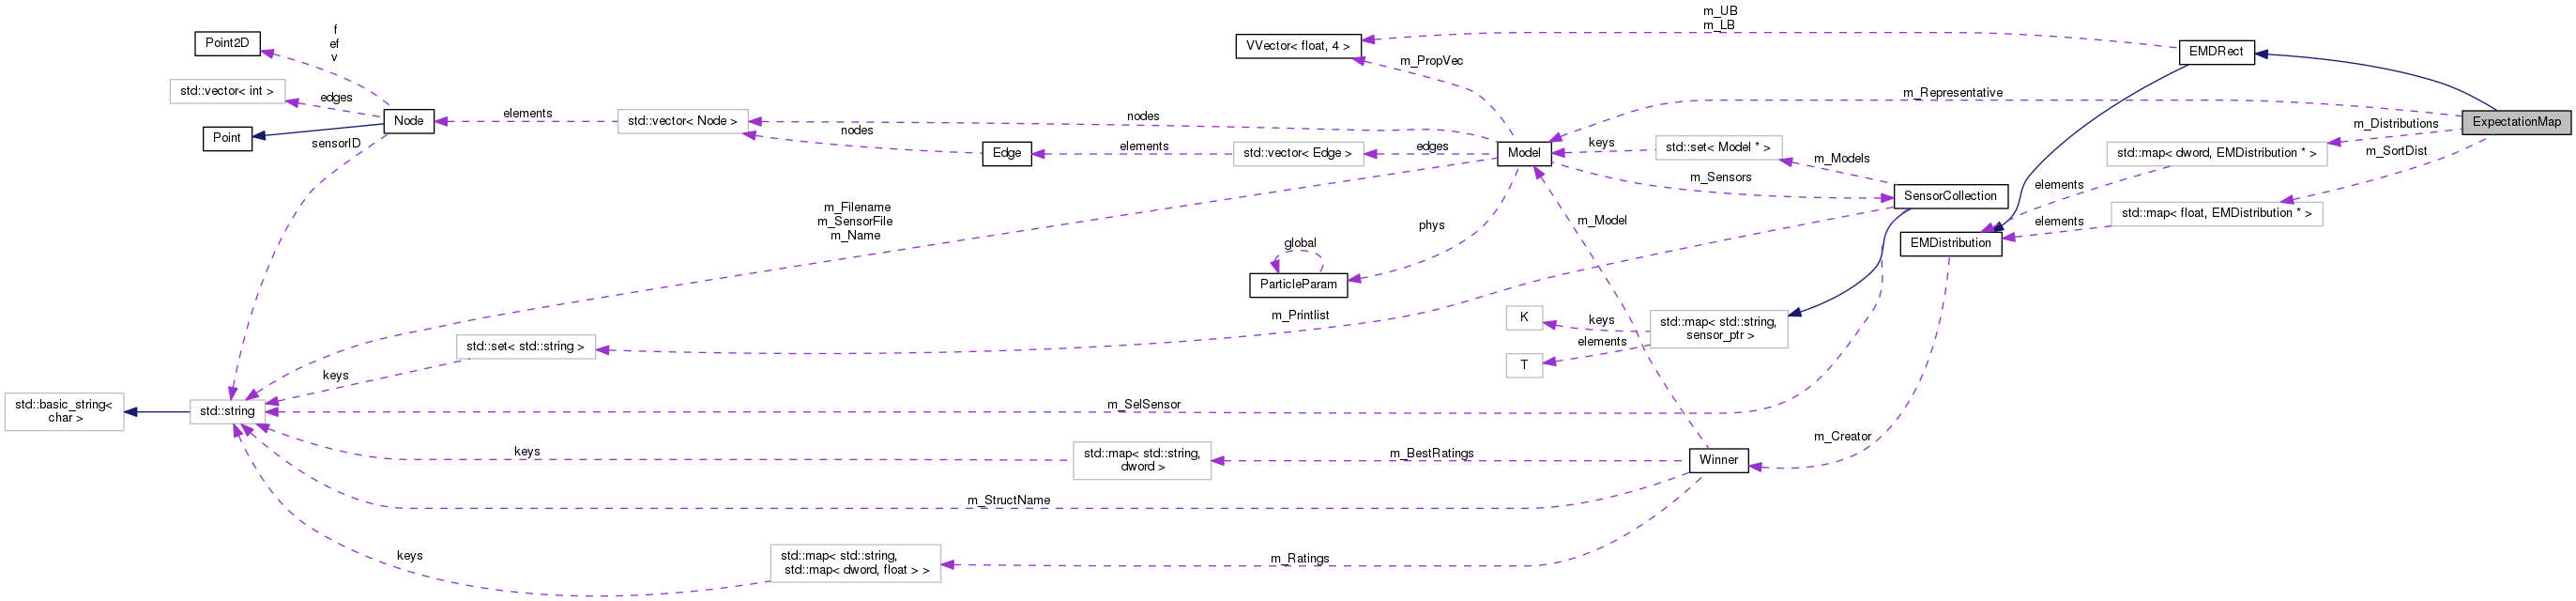 m_UB
m_LB
f
ef
v
Point2D
VVector< float, 4 >
EMDRect
m_PropVec
std::vector< int >
edges
m_Representative
Node
elements
std::vector< Node >
nodes
nodes
Point
sensorID
Edge
elements
std::vector< Edge >
edges
Model
keys
std::set< Model * >
m_Models
m_Sensors
ExpectationMap
m_Distributions
std::map< dword, EMDistribution * >
m_SortDist
elements
SensorCollection
std::map< float, EMDistribution * >
elements
m_Filename
m_SensorFile
m_Name
m_Model
phys
global
EMDistribution
ParticleParam
m_Printlist
K
keys
std::map< std::string,
sensor_ptr >
elements
T
std::set< std::string >
keys
std::basic_string<
char >
std::string
m_SelSensor
m_Creator
keys
std::map< std::string,
dword >
m_BestRatings
Winner
m_StructName
keys
std::map< std::string,
std::map< dword, float > >
m_Ratings